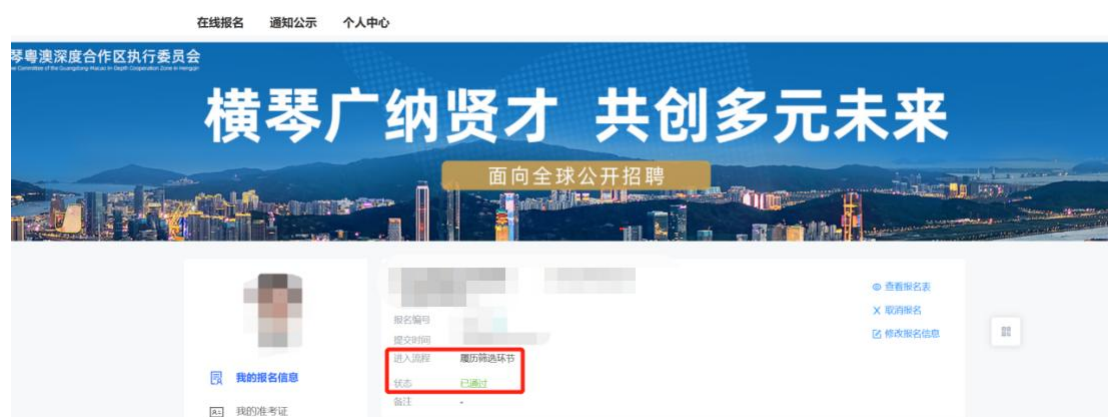 在线报名 通知公示 个人中心
琴粤澳深度合作区执行委员会
横琴广纳贤才 共创多元未来
面向全球公开招聘
查看报名表
取消报名
修改报名信息
报名编号
提交时间
进入流程 履历筛选环节
状态 已通过
备注 -
我的报名信息
我的准考证